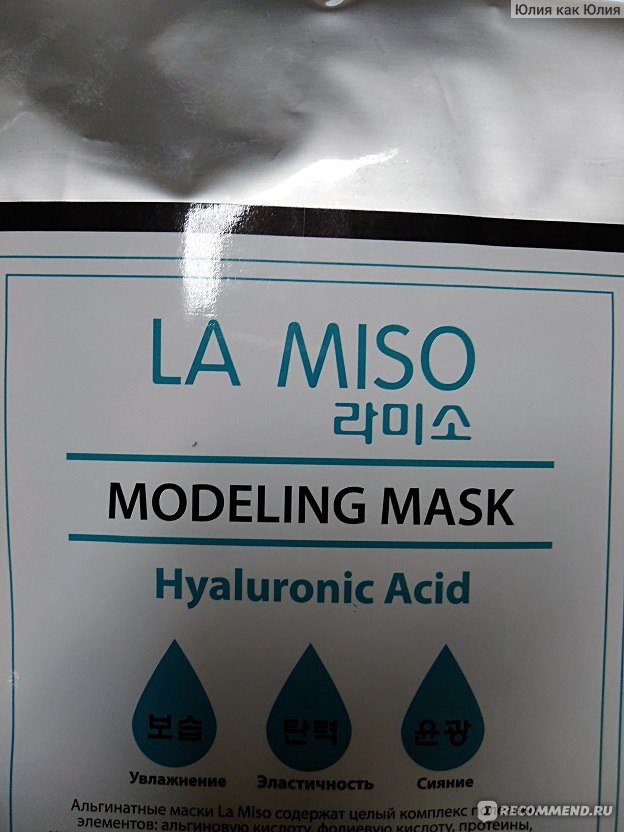 Юлия как Юлия
LA MISO
라미소
MODELING MASK
Hyaluronic Acid
보습 탄력 윤광
Увлажнение Эластичность Сияние
Альгинатные маски La Miso содержат целый комплекс
элементов: альгиновую кислоту, фолиевую кислоту, протеины,
RECOMMEND.RU